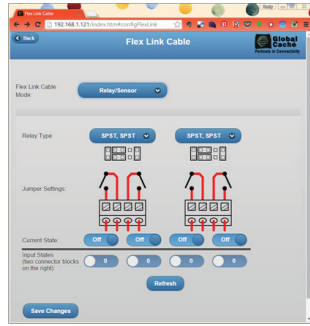 Flex Link Cable
192.168.1.121/index.htm#configFlexLink
Back
Flex Link Cable
Global Caché
Partners in Connectivity
Flex Link Cable
Mode:
Relay/Sensor
Relay Type:
SPST, SPST
SPST, SPST
Jumper Settings:
Current State:
Off
Off
Off
Off
Input States
(two connector blocks
on the right):
0
0
0
0
Refresh
Save Changes